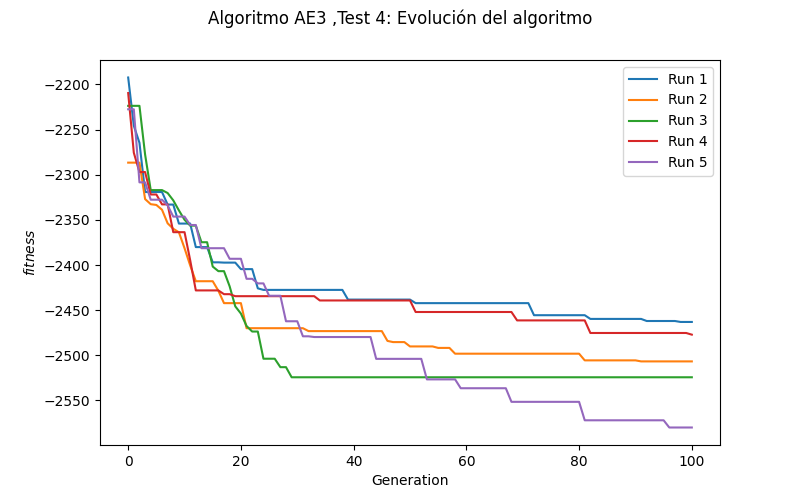 Algoritmo AE3 ,Test 4: Evolución del algoritmo
Run 1
Run 2
Run 3
Run 4
Run 5
fitness
−2200
−2250
−2300
−2350
−2400
−2450
−2500
−2550
0 20 40 60 80 100
Generation